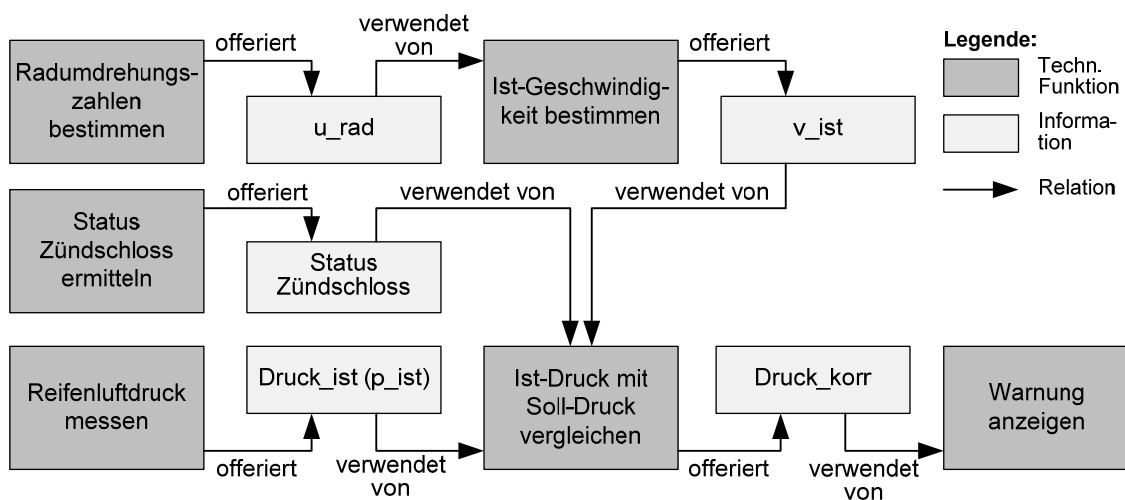 offeriert
verwendet
von
offeriert
Legende:
Radumdrehungs-
zahlen
bestimmen
u_rad
Ist-Geschwindig-
keit bestimmen
v_ist
Techn.
Funktion
Informa-
tion
Relation
offeriert
verwendet von
verwendet von
Status
Zündschloss
ermitteln
Status
Zündschloss
Reifenluftdruck
messen
Druck_ist (p_ist)
Ist-Druck mit
Soll-Druck
vergleichen
Druck_korr
Warnung
anzeigen
offeriert
verwendet
von
offeriert
verwendet
von